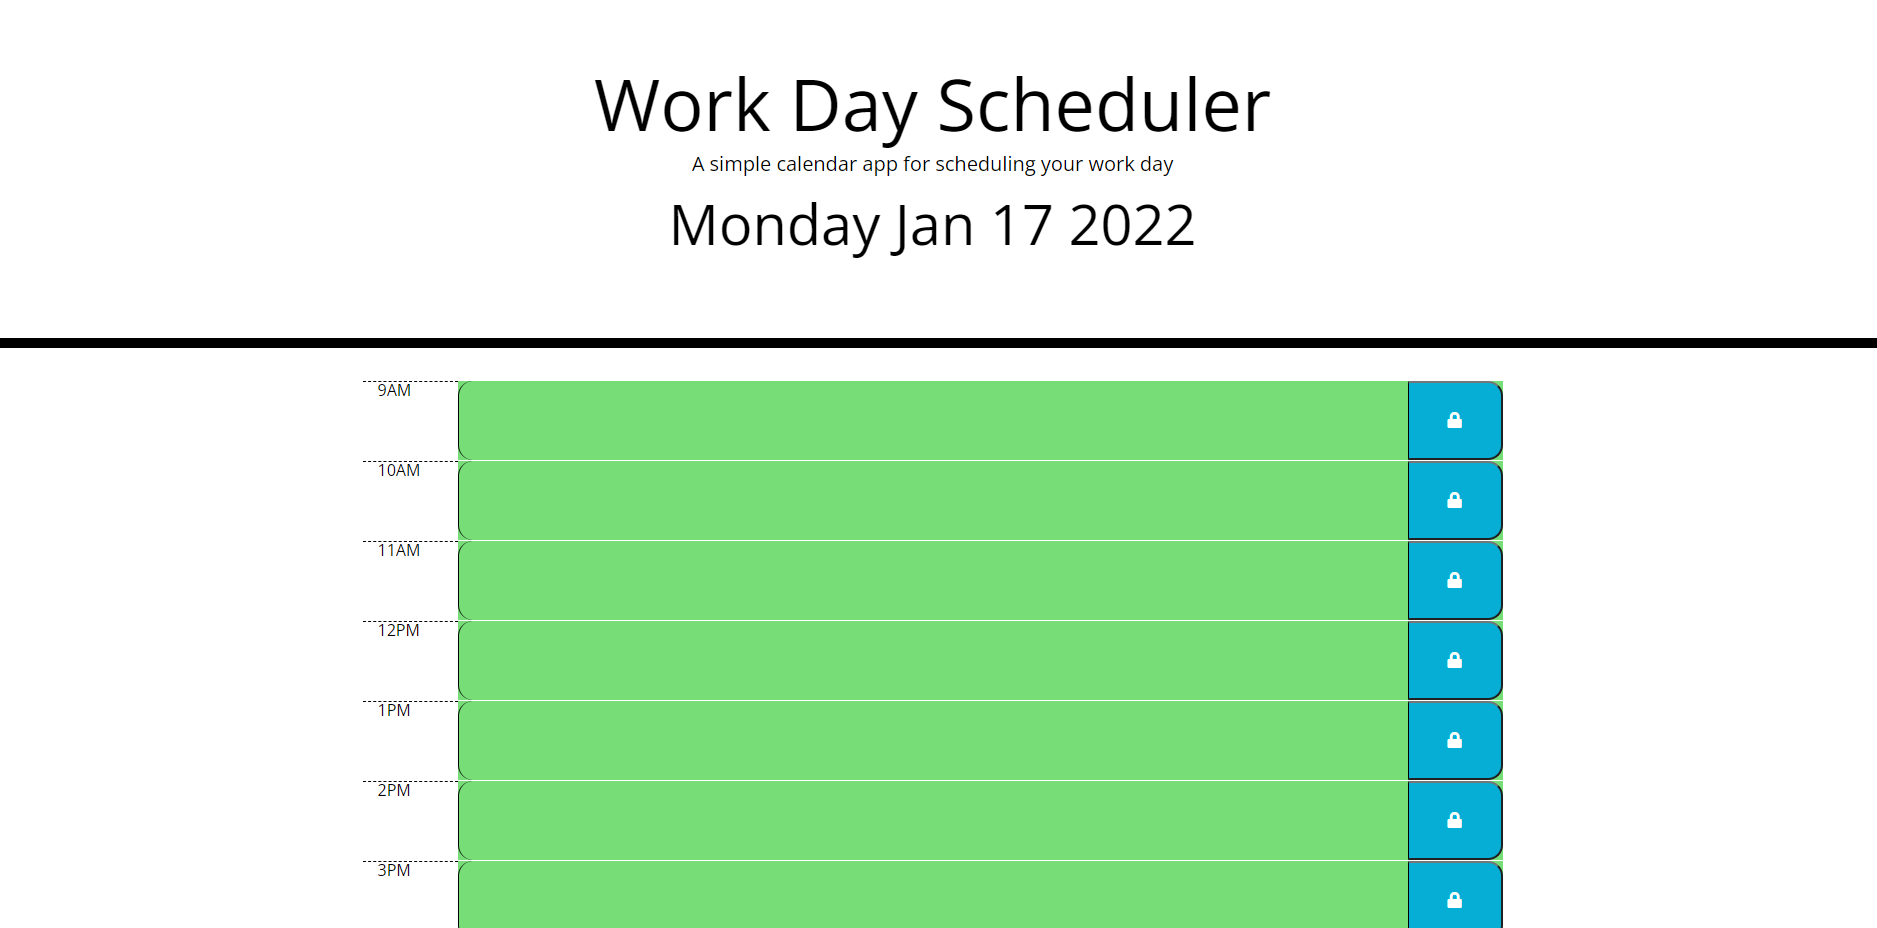 Work Day Scheduler
A simple calendar app for scheduling your work day
Monday Jan 17 2022
9AM
10AM
11AM
12PM
1PM
2PM
3PM